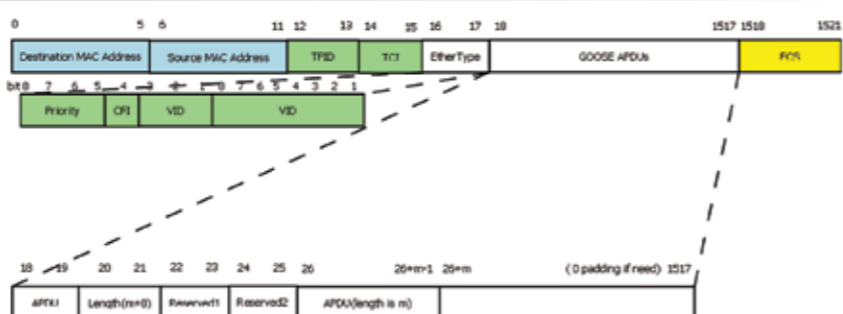 0 5 6 11 12 13 14 15 16 17 18 1517 1518 1521
Destination MAC Address Source MAC Address TPID TCI EtherType GOOSE APDUs FCS
bit8 7 6 5 4 3 2 1 8 7 6 5 4 3 2 1
Priority CFI VID VID
18 19 20 21 22 23 24 25 26 26+m-1 26+m (0 padding if need) 1517
APDU Length(m+8) Reserved1 Reserved2 APDU(length is m)